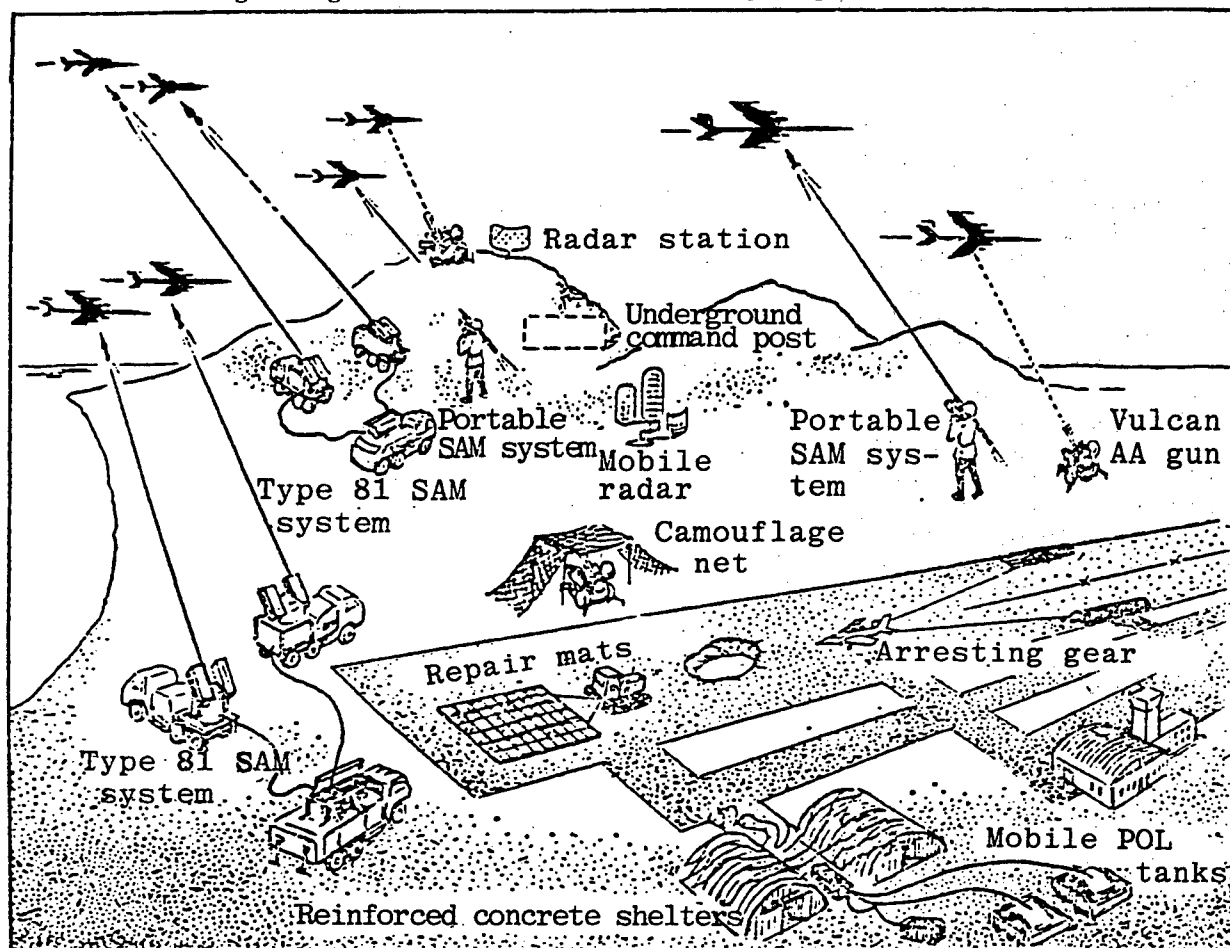 Radar station
Underground
command post
Portable
SAM system
Mobile
radar
Portable
SAM sys-
tem
Vulcan
AA gun
Type 81 SAM
system
Camouflage
net
Repair mats
Arresting gear
Type 81 SAM
system
Mobile POL
tanks
Reinforced concrete shelters